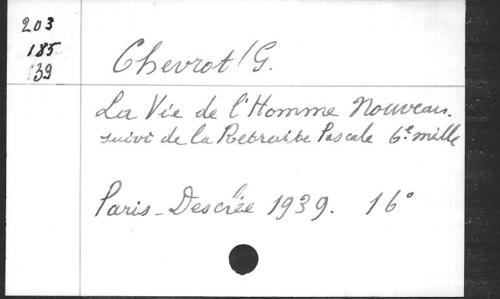 203
185
39
Chevrot/G.
La Vie de l'Homme Nouveau.
suivi de la Retraite Pascale 6e mille
Paris - Desclée 1939. 16°